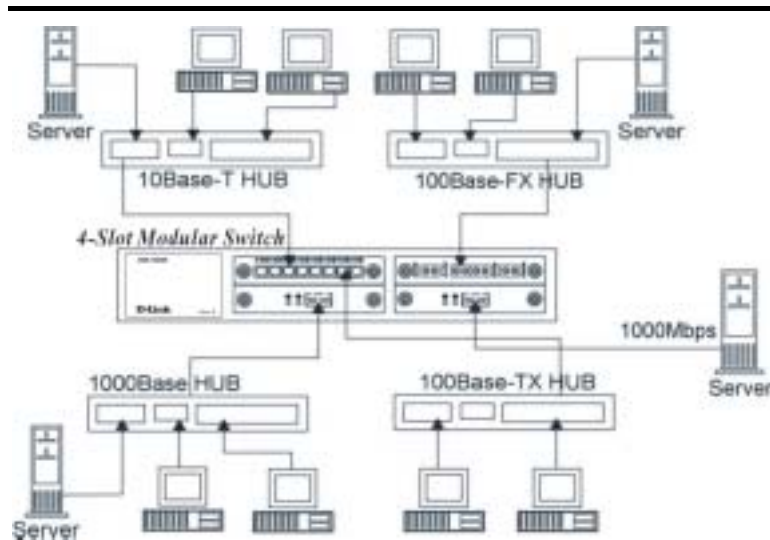 Server
Server
10Base-T HUB
100Base-FX HUB
4-Slot Modular Switch
D-Link
1000Mbps
1000Base HUB
100Base-TX HUB
Server
Server